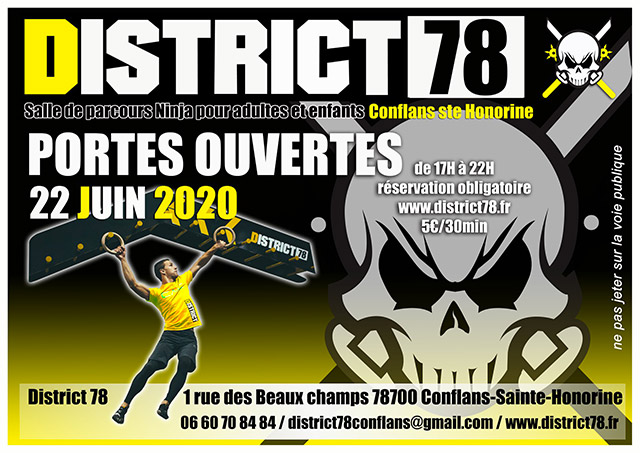 DISTRICT 78
Salle de parcours Ninja pour adultes et enfants Conflans ste Honorine
PORTES OUVERTES
22 JUIN 2020
de 17H à 22H
réservation obligatoire
www.district78.fr
5€/30min
DISTRICT 78
DISTRICT
ne pas jeter sur la voie publique
District 78 1 rue des Beaux champs 78700 Conflans-Sainte-Honorine
06 60 70 84 84 / district78conflans@gmail.com / www.district78.fr